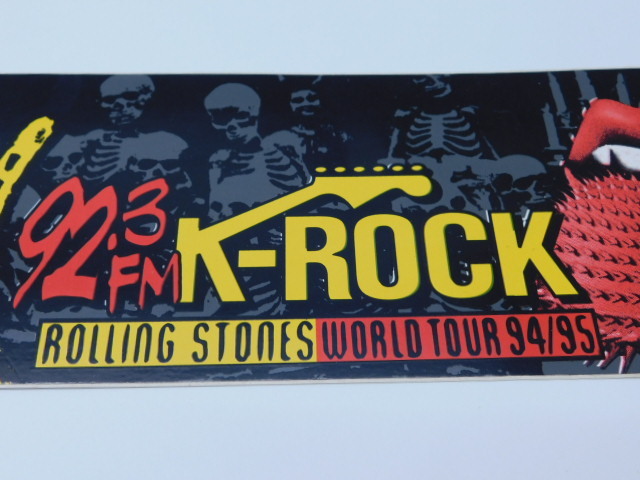 92.3 FM K-ROCK
ROLLING STONES WORLD TOUR 94/95